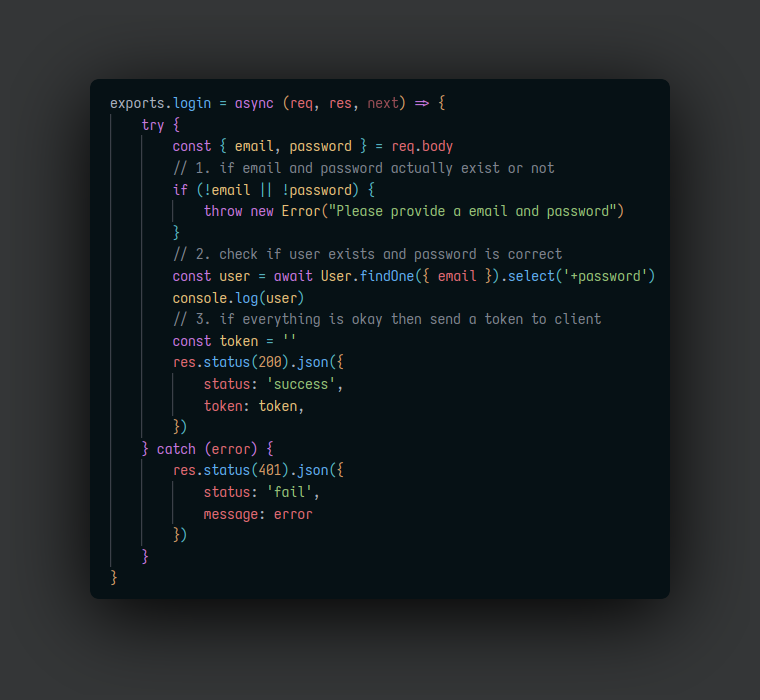 exports.login = async (req, res, next) => {
    try {
        const { email, password } = req.body
        // 1. if email and password actually exist or not
        if (!email || !password) {
            throw new Error("Please provide a email and password")
        }
        // 2. check if user exists and password is correct
        const user = await User.findOne({ email }).select('+password')
        console.log(user)
        // 3. if everything is okay then send a token to client
        const token = ''
        res.status(200).json({
            status: 'success',
            token: token,
        })
    } catch (error) {
        res.status(401).json({
            status: 'fail',
            message: error
        })
    }
}